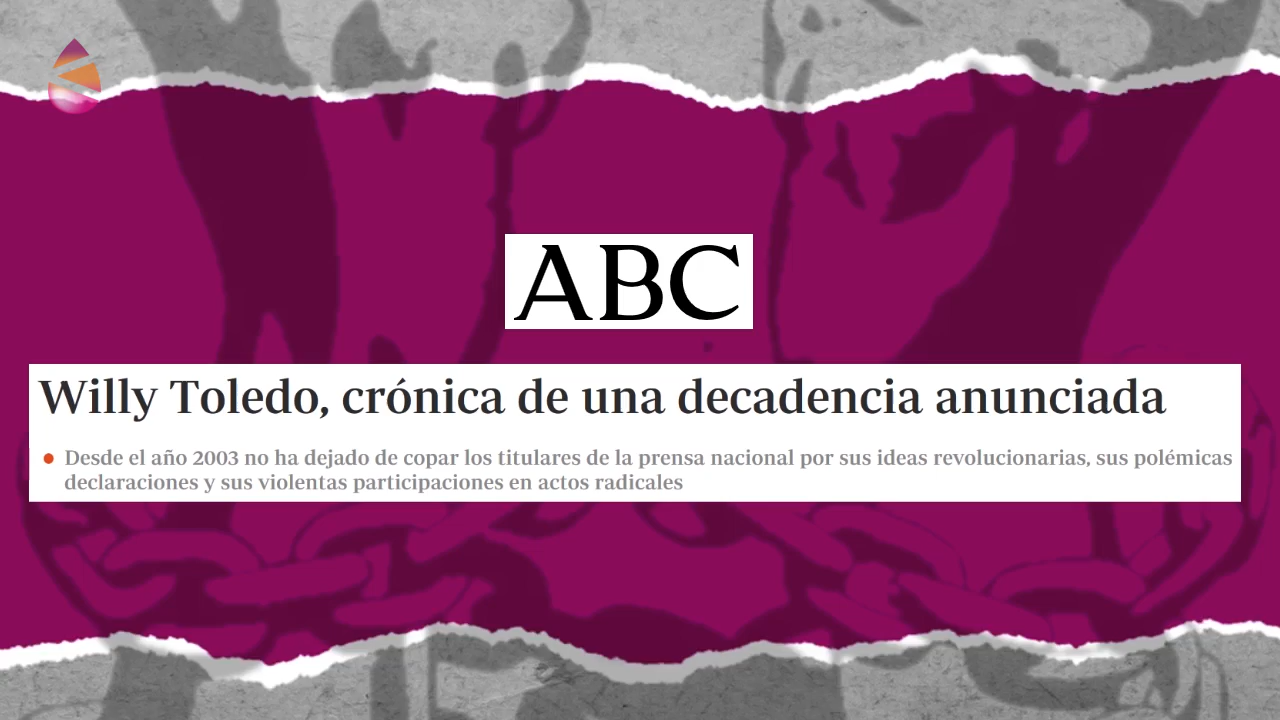 ABC
Willy Toledo, crónica de una decadencia anunciada
Desde el año 2003 no ha dejado de copar los titulares de la prensa nacional por sus ideas revolucionarias, sus polémicas
declaraciones y sus violentas participaciones en actos radicales